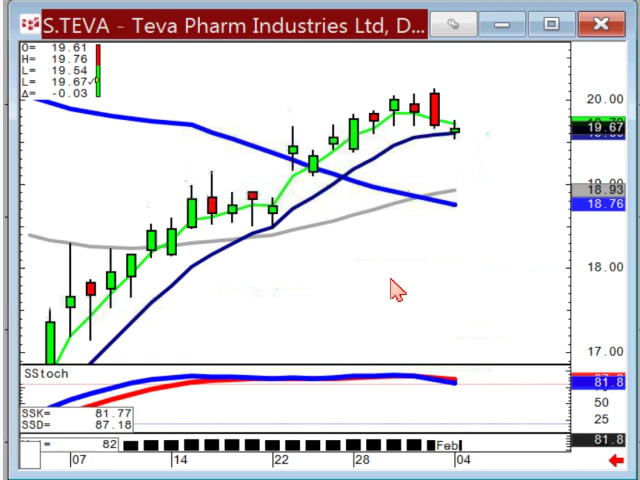 S.TEVA - Teva Pharm Industries Ltd, D...
O= 19.61
H= 19.76
L= 19.54
L= 19.67✓
Δ= -0.03
20.00
19.67
18.93
18.76
18.00
17.00
SStoch
81.8
50
25
SSK= 81.77
SSD= 87.18
= 82
Feb
81.8
07 14 22 28 04